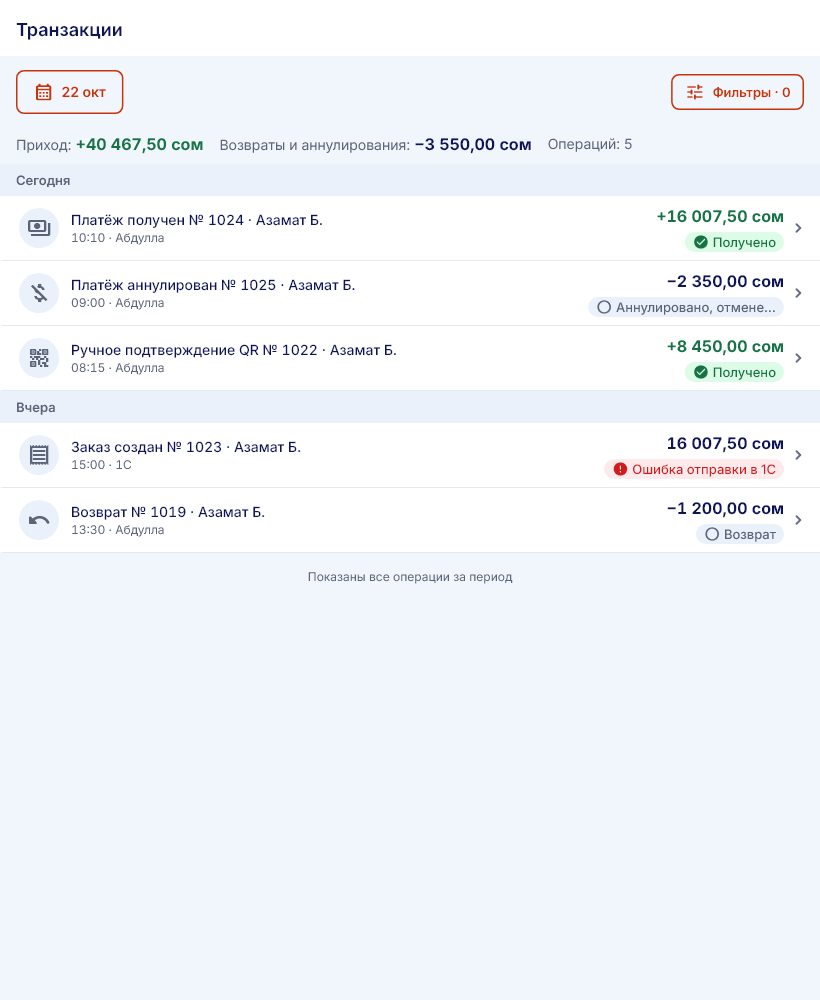 Транзакции
22 окт
Фильтры · 0
Приход: +40 467,50 сом Возвраты и аннулирования: −3 550,00 сом Операций: 5
Сегодня
Платёж получен № 1024 · Азамат Б.
10:10 · Абдулла
+16 007,50 сом
Получено
Платёж аннулирован № 1025 · Азамат Б.
09:00 · Абдулла
−2 350,00 сом
Аннулировано, отмене...
Ручное подтверждение QR № 1022 · Азамат Б.
08:15 · Абдулла
+8 450,00 сом
Получено
Вчера
Заказ создан № 1023 · Азамат Б.
15:00 · 1С
16 007,50 сом
Ошибка отправки в 1С
Возврат № 1019 · Азамат Б.
13:30 · Абдулла
−1 200,00 сом
Возврат
Показаны все операции за период